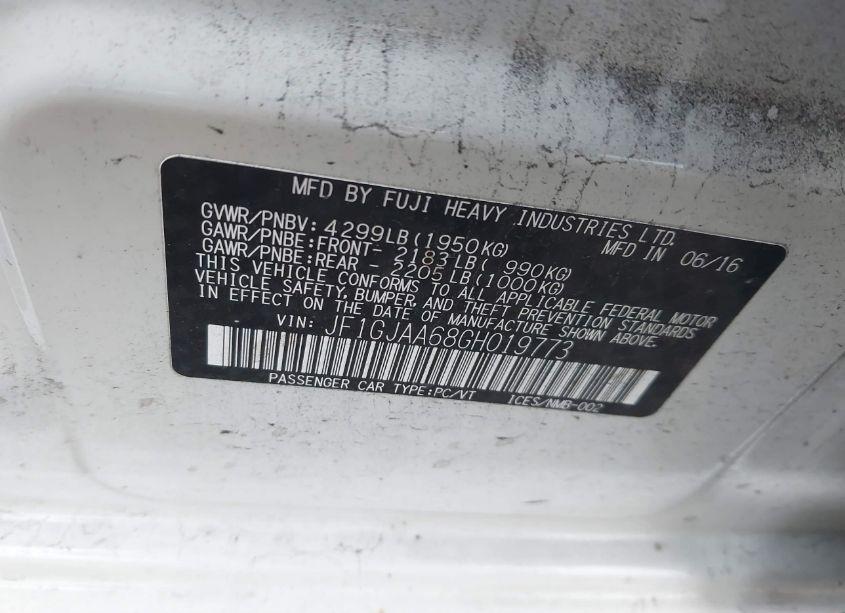 MFD BY FUJI HEAVY INDUSTRIES LTD.
GVWR/PNBV: 4299LB(1950KG) MFD IN 06/16
GAWR/PNBE:FRONT- 2183LB( 990KG)
GAWR/PNBE:REAR - 2205LB(1000KG)
THIS VEHICLE CONFORMS TO ALL APPLICABLE FEDERAL MOTOR
VEHICLE SAFETY, BUMPER, AND THEFT PREVENTION STANDARDS
IN EFFECT ON THE DATE OF MANUFACTURE SHOWN ABOVE.
VIN: JF1GJAA68GH019773
PASSENGER CAR TYPE:PC/VT ICES/NMB-002